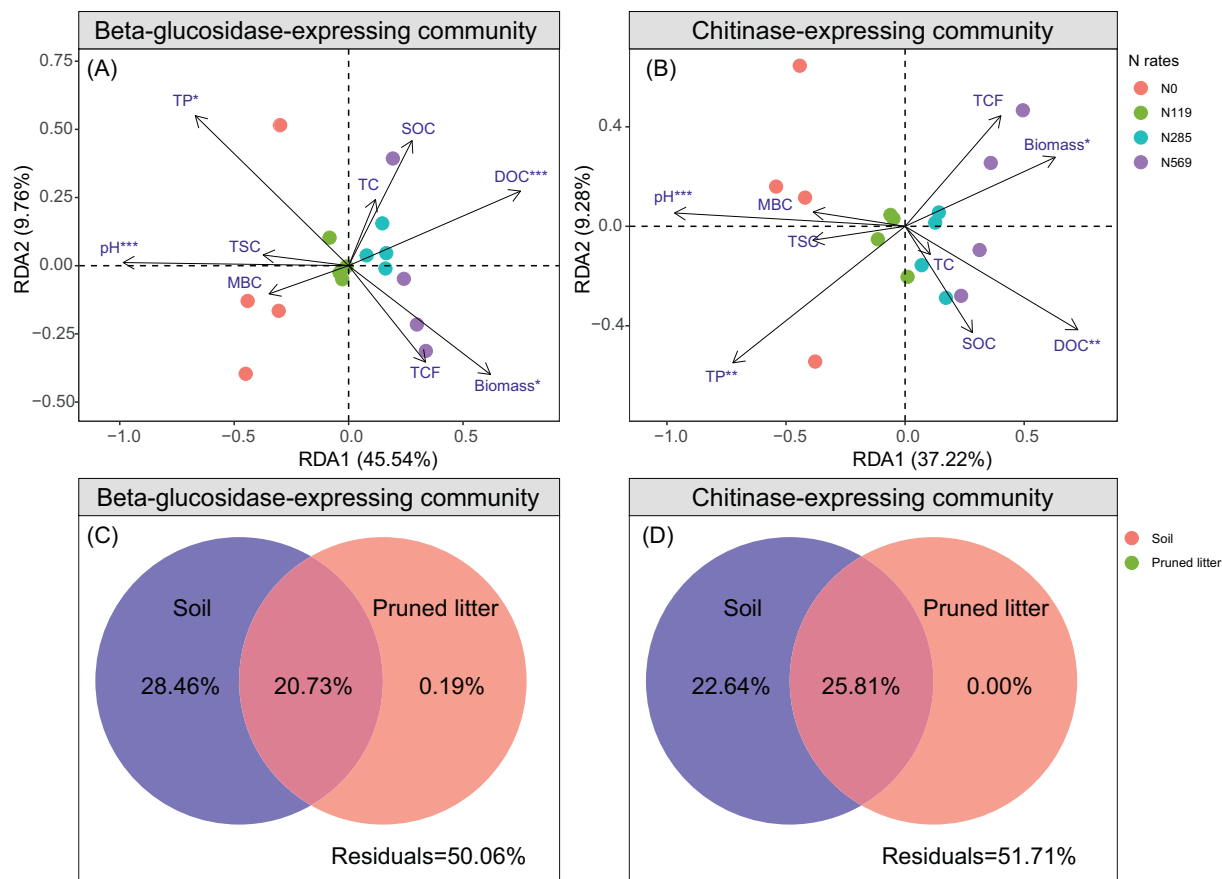 Beta-glucosidase-expressing community
(A)
0.75
0.50
0.25
0.00
−0.25
−0.50
RDA2 (9.76%)
TP*
SOC
TC
DOC***
pH***
TSC
MBC
TCF
Biomass*
−1.0
−0.5
0.0
0.5
RDA1 (45.54%)
Chitinase-expressing community
(B)
0.4
0.0
−0.4
RDA2 (9.28%)
TCF
Biomass*
pH***
MBC
TSC
TC
SOC
DOC**
TP**
−1.0
−0.5
0.0
0.5
RDA1 (37.22%)
N rates
N0
N119
N285
N569
Beta-glucosidase-expressing community
(C)
Soil
Pruned litter
28.46%
20.73%
0.19%
Residuals=50.06%
Chitinase-expressing community
(D)
Soil
Pruned litter
22.64%
25.81%
0.00%
Residuals=51.71%
Soil
Pruned litter